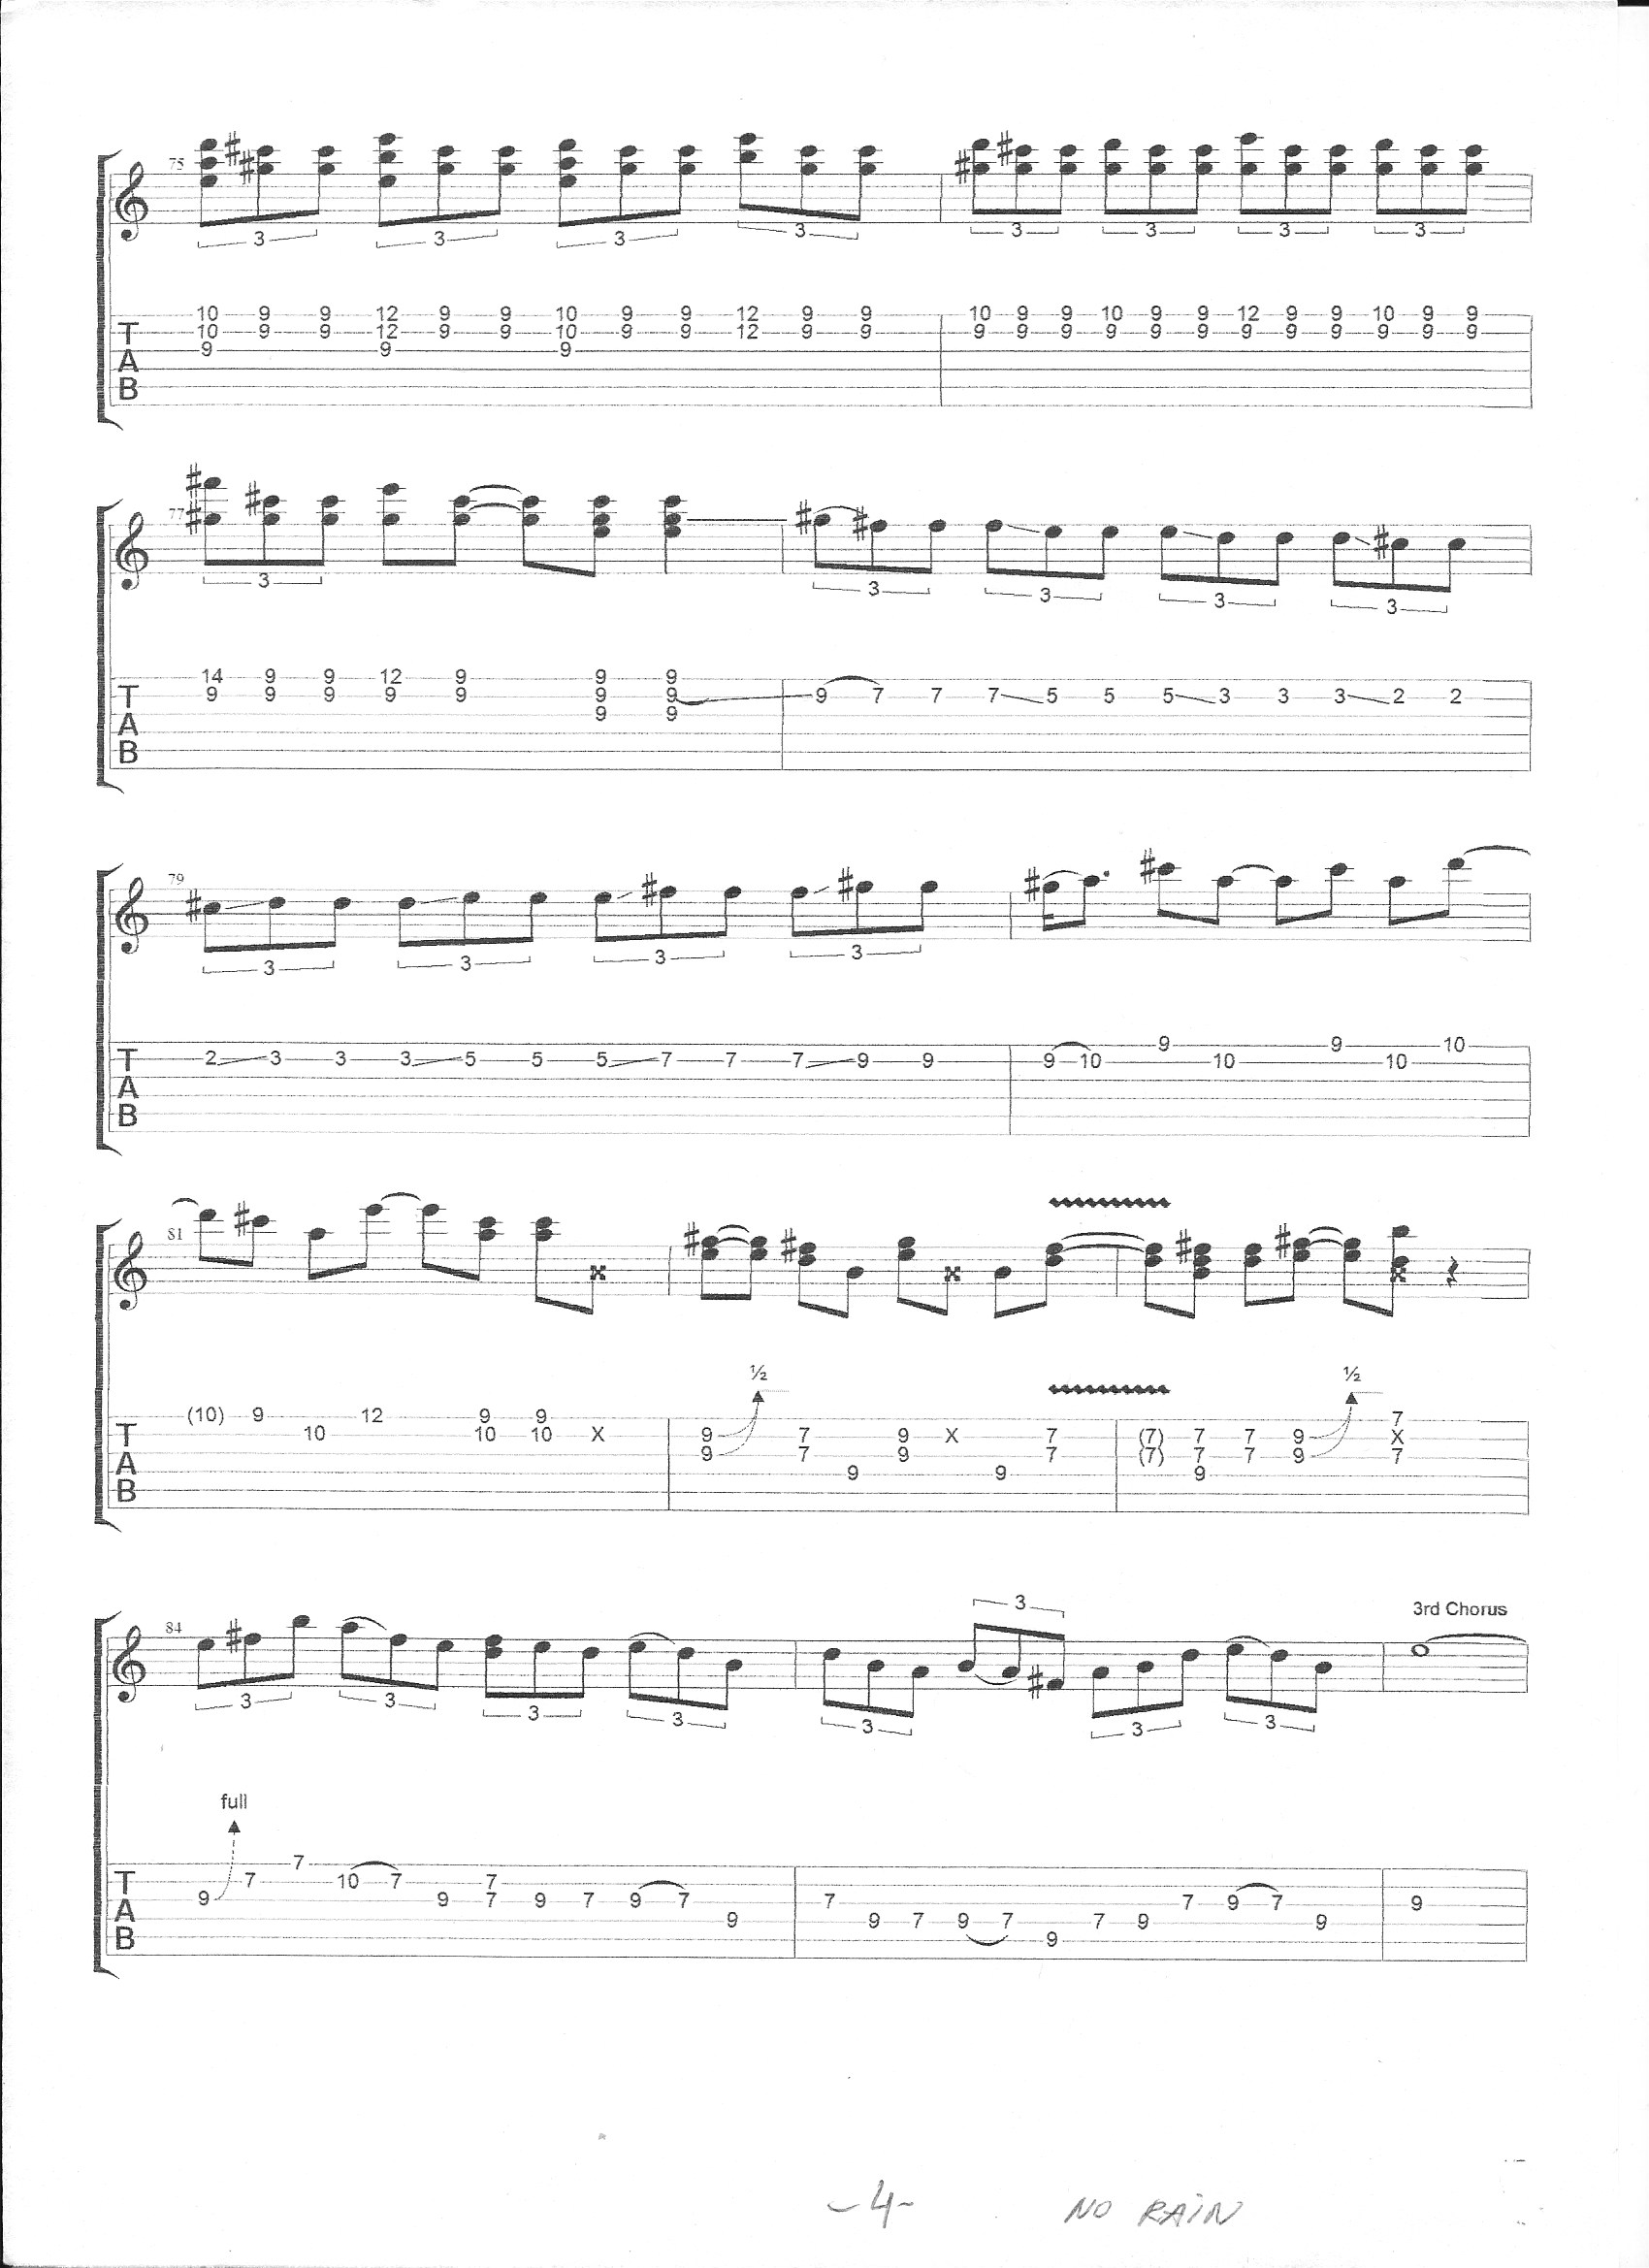 75
3 3 3 3 3 3 3 3
10 9 9 12 9 9 10 9 9 12 9 9 10 9 9 10 9 9 12 9 9 10 9 9
T 10 9 9 12 9 9 10 9 9 12 9 9 9 9 9 9 9 9 9 9 9 9 9 9
A 9 9 9
B
77
3 3 3 3 3
14 9 9 12 9 9 9
T 9 9 9 9 9 9 9 9 7 7 7 5 5 5 3 3 3 2 2
A 9 9
B
79
3 3 3 3
9 9 10
T 2 3 3 3 5 5 5 7 7 7 9 9 9 10 10 10
A
B
81
½ ½
(10) 9 12 9 9 7
T 10 10 10 X 9 7 9 X 7 (7) 7 7 9 X
A 9 7 9 7 (7) 7 7 9 7
B 9 9 9
84
3rd Chorus
3 3 3 3 3 3 3 3
full
7
T 7 10 7 7
A 9 9 7 9 7 9 7 7 7 9 7 9
B 9 9 7 9 7 7 9 9
9
-4- NO RAIN